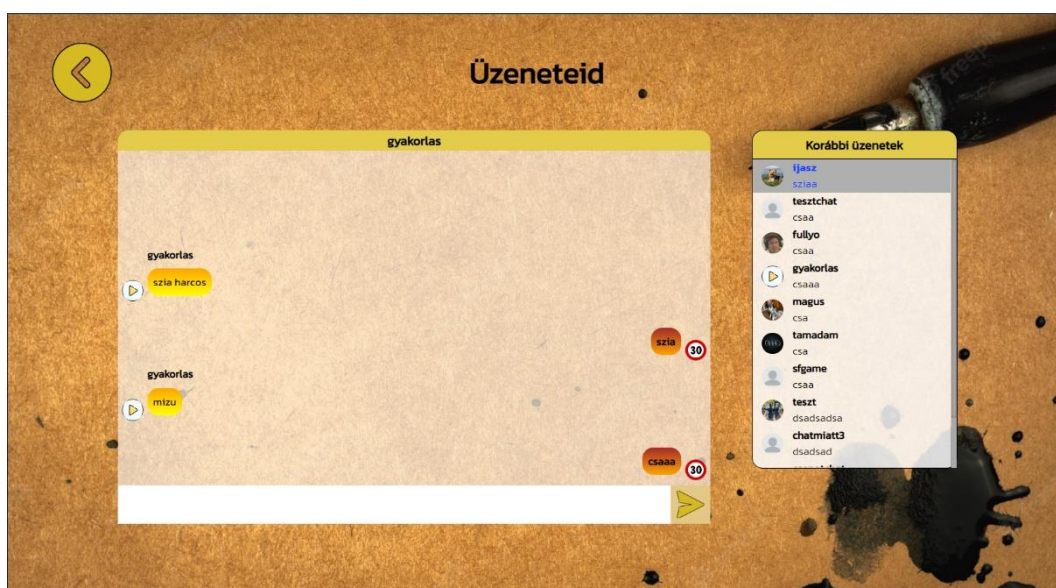 Üzeneteid
gyakorlas
gyakorlas
szia harcos
szia
30
gyakorlas
mizu
csaaa
30
Korábbi üzenetek
ijasz
sziaa
tesztchat
csaa
fullyo
csaa
gyakorlas
csaaa
magus
csa
tamadam
csa
sfgame
csaa
teszt
dsadsadsa
chatmiatt3
dsadsad